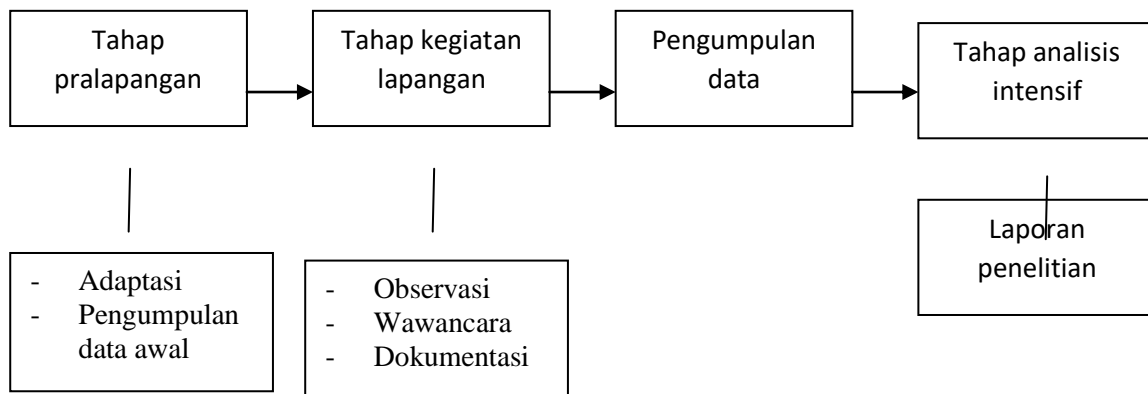 Tahap
pralapangan
Tahap kegiatan
lapangan
Pengumpulan
data
Tahap analisis
intensif
- Adaptasi
- Pengumpulan
data awal
- Observasi
- Wawancara
- Dokumentasi
Laporan
penelitian